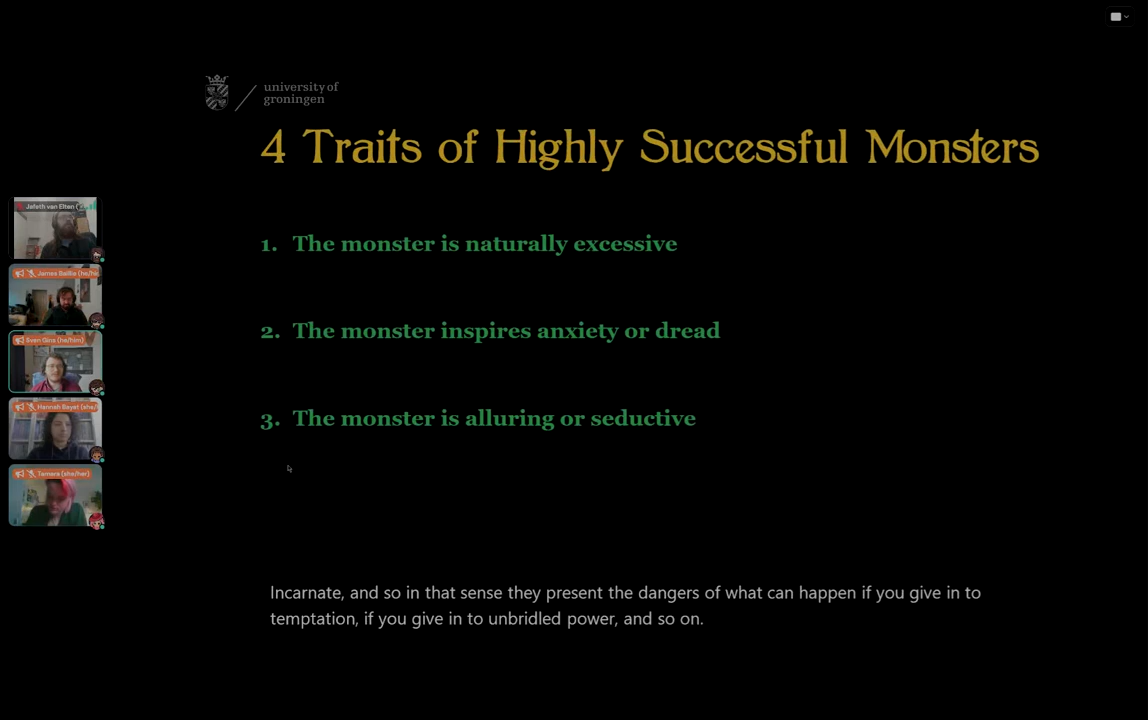 university of
groningen
4 Traits of Highly Successful Monsters
1. The monster is naturally excessive
2. The monster inspires anxiety or dread
3. The monster is alluring or seductive
Jafeth van Elten (
James Baillie (he/hi
Sven Gins (he/him)
Hannah Bayat (she/
Tamara (she/her)
Incarnate, and so in that sense they present the dangers of what can happen if you give in to
temptation, if you give in to unbridled power, and so on.